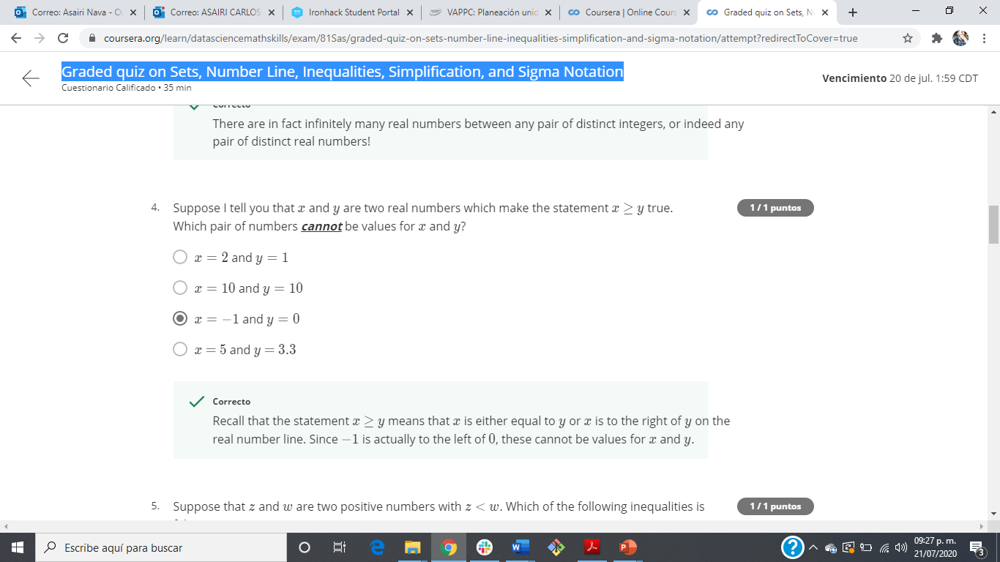 Correo: Asairi Nava - O
Correo: ASAIRI CARLOS
Ironhack Student Portal
VAPPC: Planeación unid
Coursera | Online Cours
Graded quiz on Sets, N
coursera.org/learn/datasciencemathskills/exam/81Sas/graded-quiz-on-sets-number-line-inequalities-simplification-and-sigma-notation/attempt?redirectToCover=true
Graded quiz on Sets, Number Line, Inequalities, Simplification, and Sigma Notation
Cuestionario Calificado • 35 min
Vencimiento 20 de jul. 1:59 CDT
Correcto
There are in fact infinitely many real numbers between any pair of distinct integers, or indeed any
pair of distinct real numbers!
4. Suppose I tell you that x and y are two real numbers which make the statement x ≥ y true.
Which pair of numbers cannot be values for x and y?
1 / 1 puntos
x = 2 and y = 1
x = 10 and y = 10
x = −1 and y = 0
x = 5 and y = 3.3
Correcto
Recall that the statement x ≥ y means that x is either equal to y or x is to the right of y on the
real number line. Since −1 is actually to the left of 0, these cannot be values for x and y.
5. Suppose that z and w are two positive numbers with z < w. Which of the following inequalities is
1 / 1 puntos
Escribe aquí para buscar
09:27 p. m.
21/07/2020
3